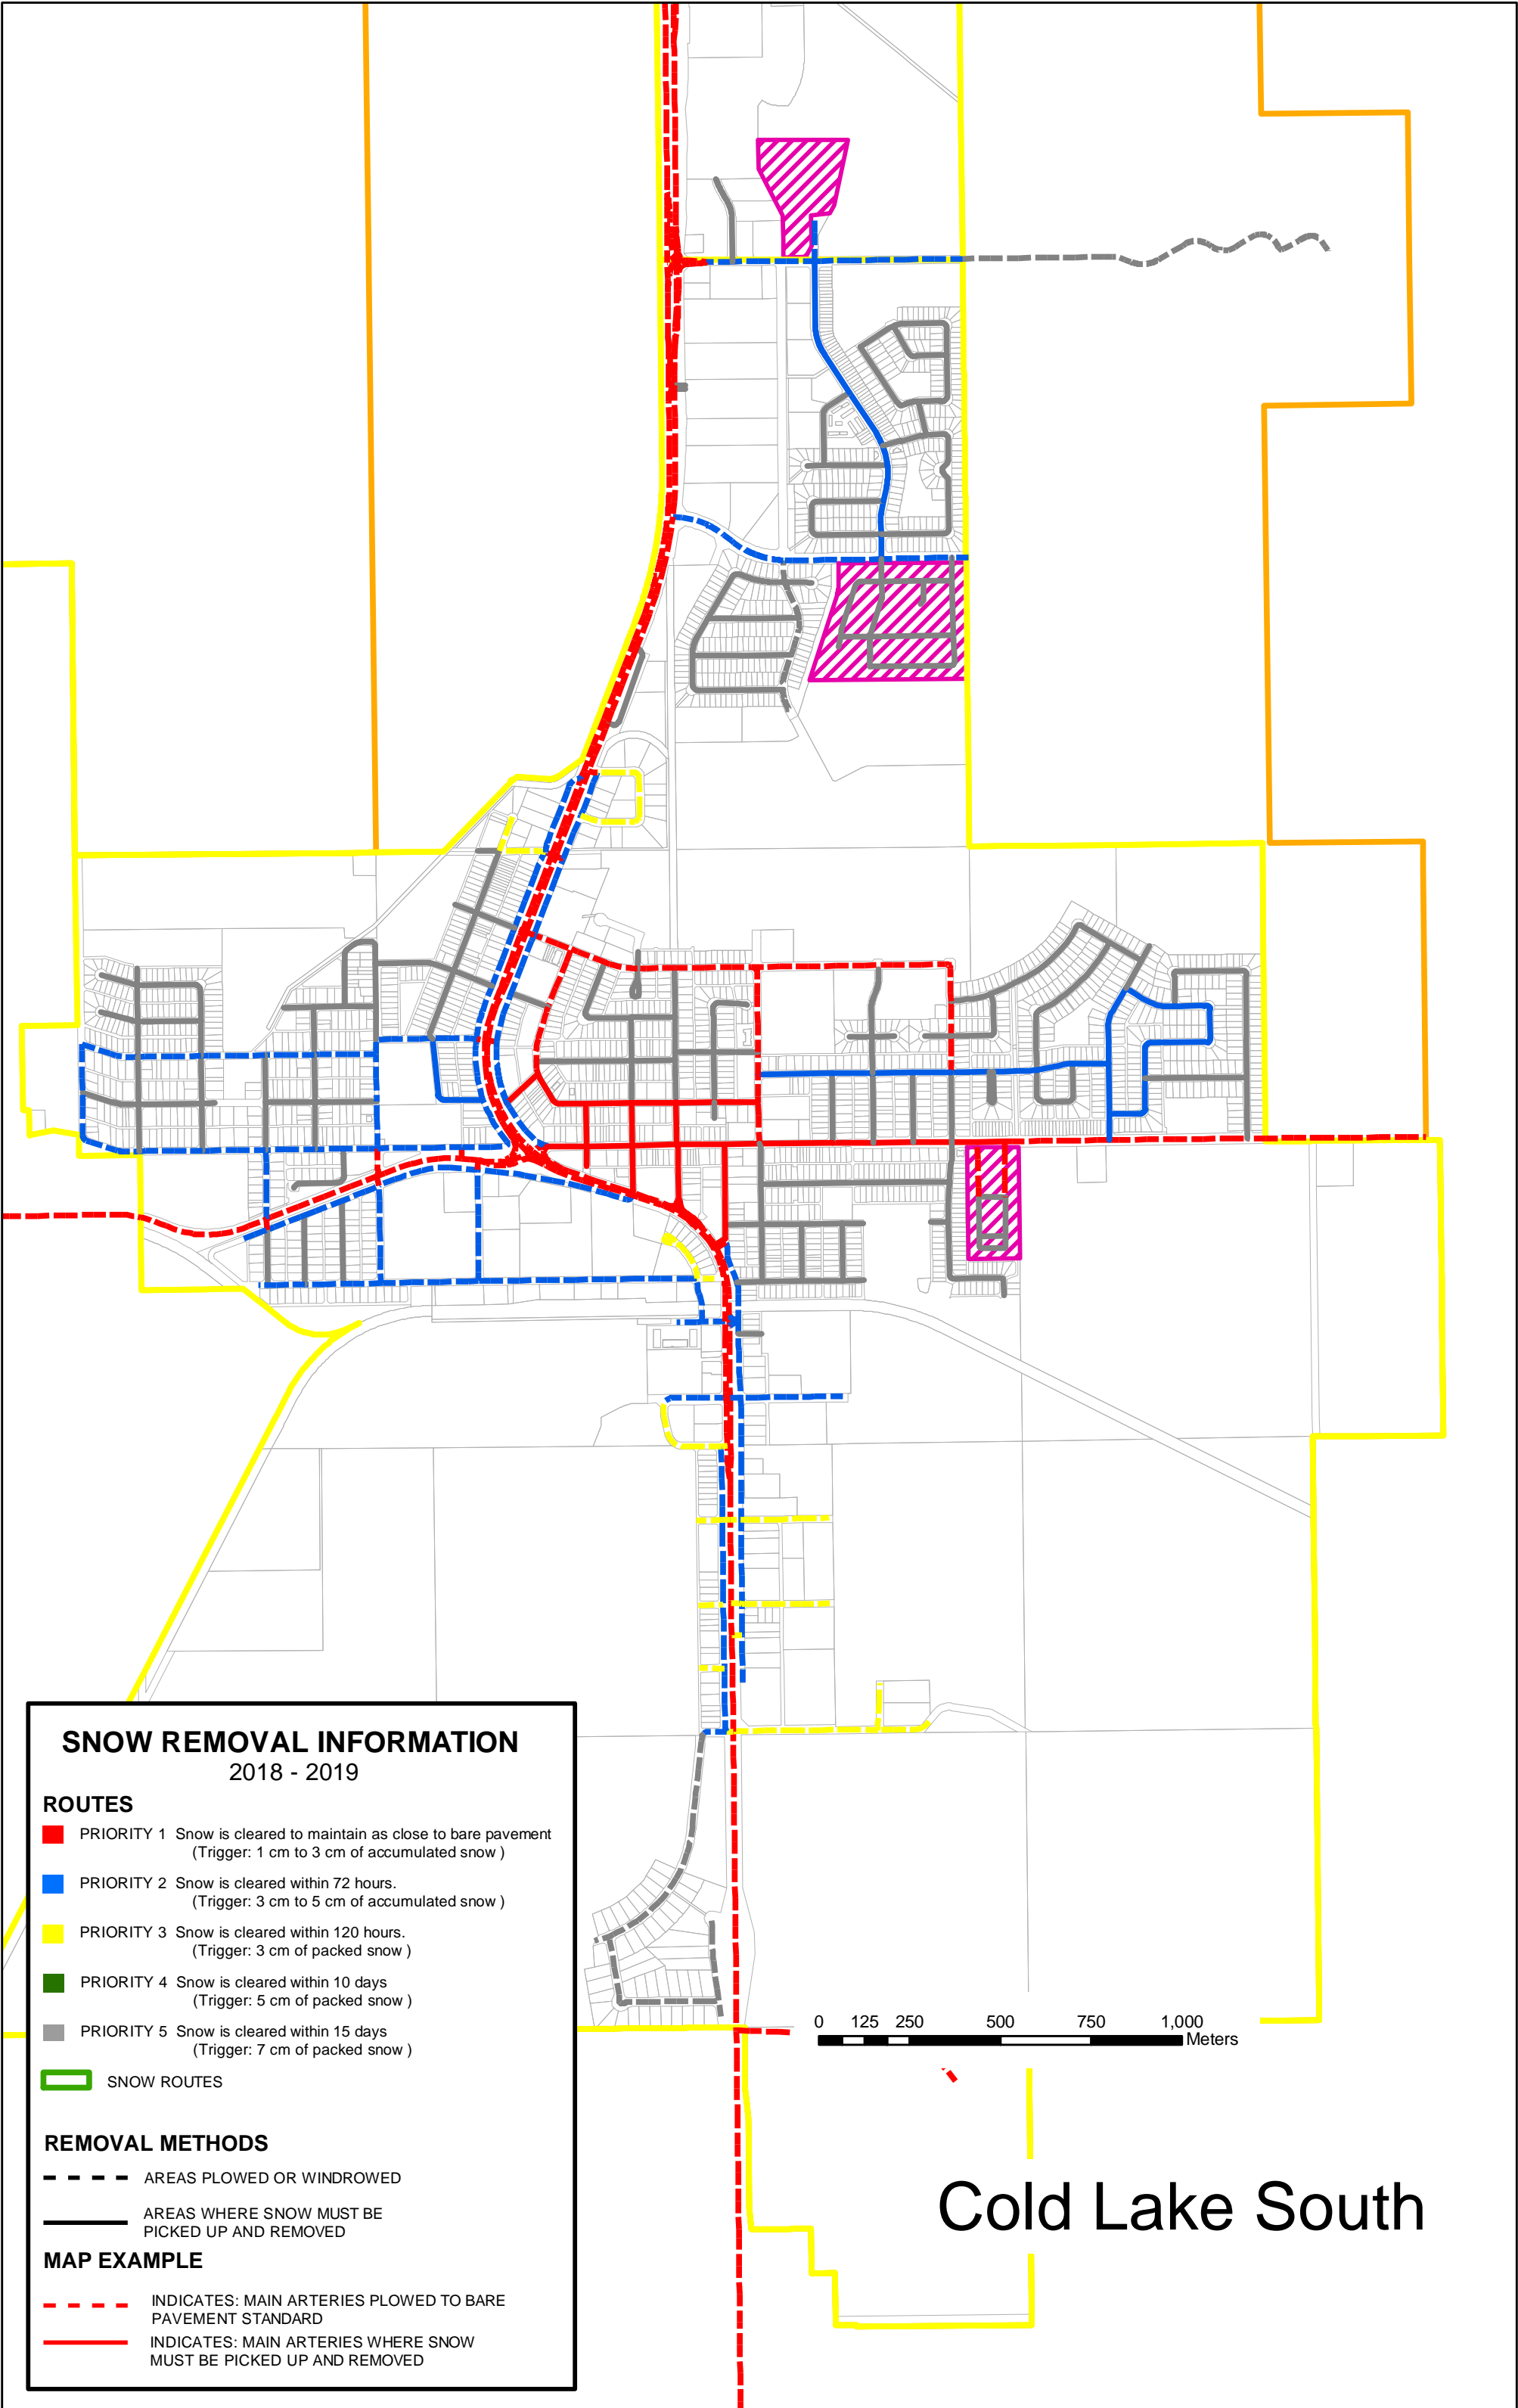 SNOW REMOVAL INFORMATION
2018 - 2019
ROUTES
PRIORITY 1 Snow is cleared to maintain as close to bare pavement
(Trigger: 1 cm to 3 cm of accumulated snow )
PRIORITY 2 Snow is cleared within 72 hours.
(Trigger: 3 cm to 5 cm of accumulated snow )
PRIORITY 3 Snow is cleared within 120 hours.
(Trigger: 3 cm of packed snow )
PRIORITY 4 Snow is cleared within 10 days
(Trigger: 5 cm of packed snow )
PRIORITY 5 Snow is cleared within 15 days
(Trigger: 7 cm of packed snow )
SNOW ROUTES
REMOVAL METHODS
AREAS PLOWED OR WINDROWED
AREAS WHERE SNOW MUST BE
PICKED UP AND REMOVED
MAP EXAMPLE
INDICATES: MAIN ARTERIES PLOWED TO BARE
PAVEMENT STANDARD
INDICATES: MAIN ARTERIES WHERE SNOW
MUST BE PICKED UP AND REMOVED
0 125 250 500 750 1,000
Meters
Cold Lake South